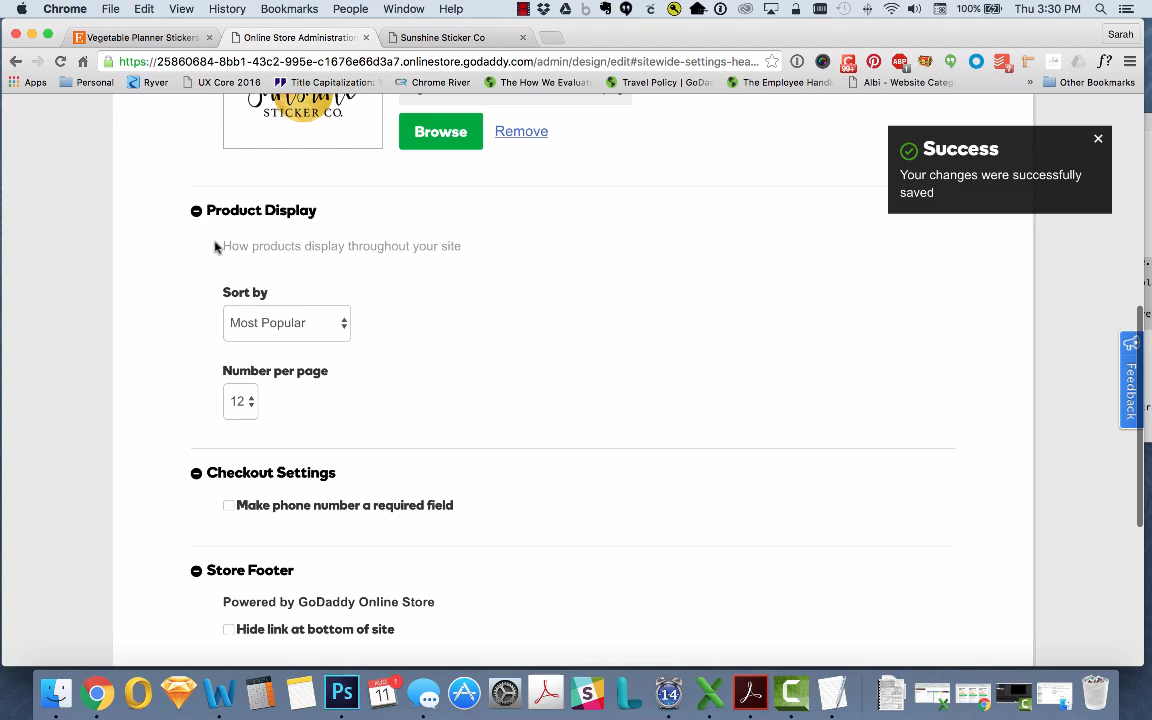 Chrome File Edit View History Bookmarks People Window Help 100% Thu 3:30 PM
Vegetable Planner Stickers Online Store Administration Sunshine Sticker Co Sarah
https://25860684-8bb1-43c2-995e-c1676e66d3a7.onlinestore.godaddy.com/admin/design/edit#sitewide-settings-hea...
Apps Personal Ryver UX Core 2016 Title Capitalization: Chrome River The How We Evaluat Travel Policy | GoDa The Employee Handb Albi - Website Categ » Other Bookmarks
STICKER CO.
Browse Remove
Success
Your changes were successfully
saved
Product Display
How products display throughout your site
Sort by
Most Popular
Number per page
12
Feedback
Checkout Settings
Make phone number a required field
Store Footer
Powered by GoDaddy Online Store
Hide link at bottom of site